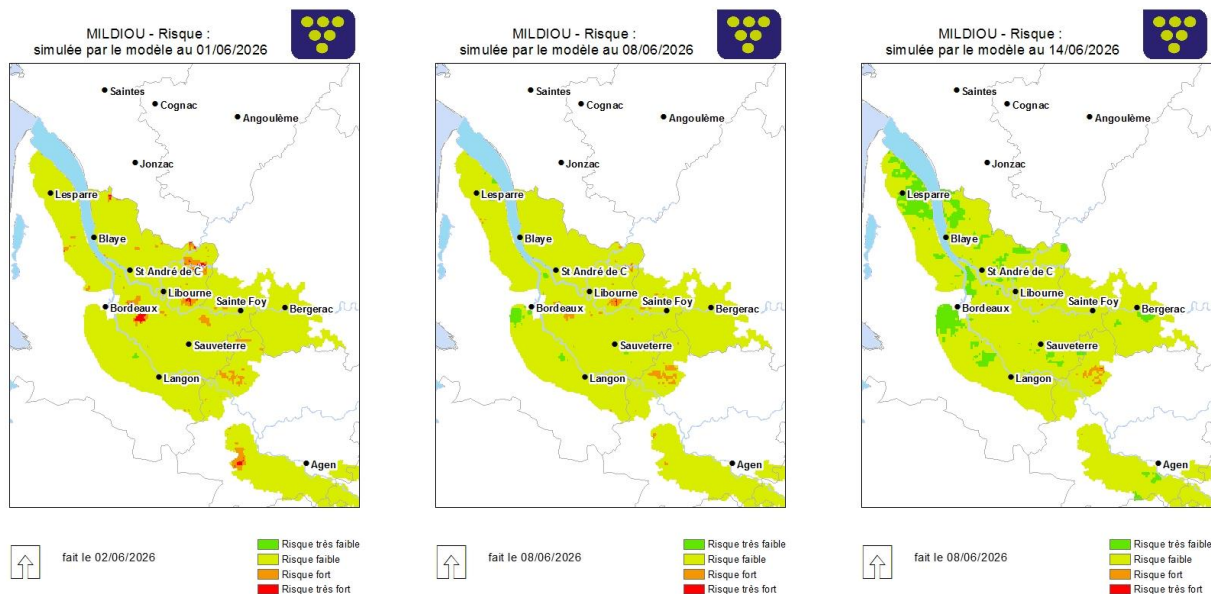 MILDIOU - Risque :
simulée par le modèle au 01/06/2026
Saintes
Cognac
Angoulême
Jonzac
Lesparre
Blaye
St André de C
Libourne
Bordeaux
Sainte Foy
Bergerac
Sauveterre
Langon
Agen
fait le 02/06/2026
Risque très faible
Risque faible
Risque fort
Risque très fort
MILDIOU - Risque :
simulée par le modèle au 08/06/2026
Saintes
Cognac
Angoulême
Jonzac
Lesparre
Blaye
St André de C
Libourne
Bordeaux
Sainte Foy
Bergerac
Sauveterre
Langon
Agen
fait le 08/06/2026
Risque très faible
Risque faible
Risque fort
Risque très fort
MILDIOU - Risque :
simulée par le modèle au 14/06/2026
Saintes
Cognac
Angoulême
Jonzac
Lesparre
Blaye
St André de C
Libourne
Bordeaux
Sainte Foy
Bergerac
Sauveterre
Langon
Agen
fait le 08/06/2026
Risque très faible
Risque faible
Risque fort
Risque très fort